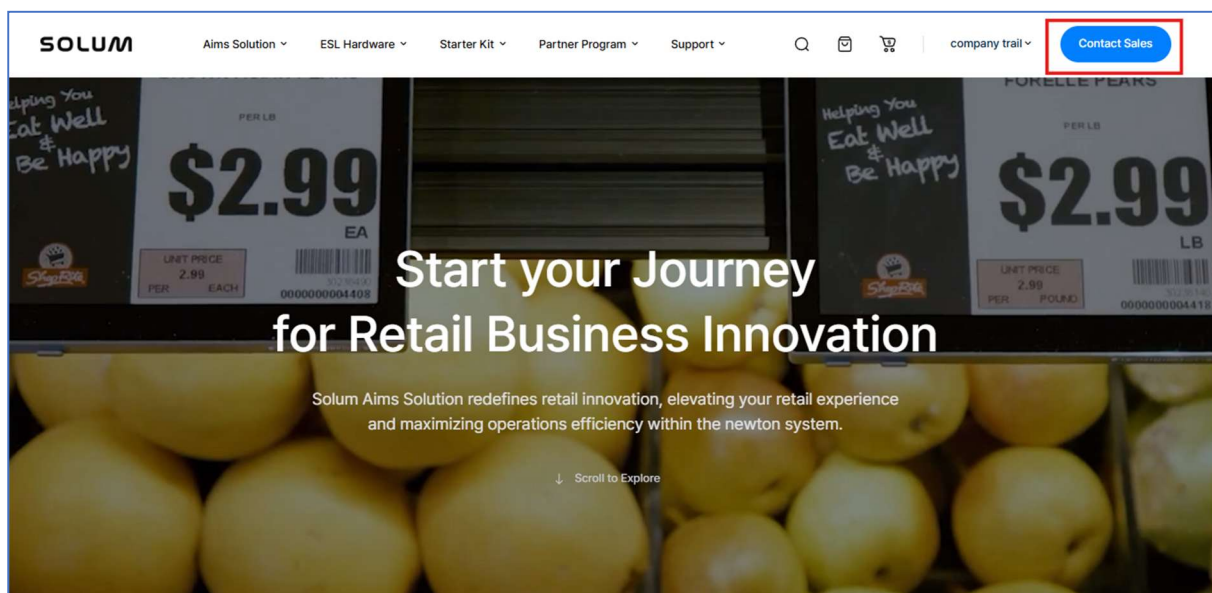 SOLUM
Aims Solution
ESL Hardware
Starter Kit
Partner Program
Support
company trail
Contact Sales
Helping You
Eat Well
&
Be Happy
PER LB
$2.99
EA
UNIT PRICE
2.99
PER EACH
0000000004408
ShopRite
Helping You
Eat Well
&
Be Happy
FORELLE PEARS
PER LB
$2.99
LB
UNIT PRICE
2.99
PER POUND
0000000004418
ShopRite
Start your Journey
for Retail Business Innovation
Solum Aims Solution redefines retail innovation, elevating your retail experience
and maximizing operations efficiency within the newton system.
↓ Scroll to Explore